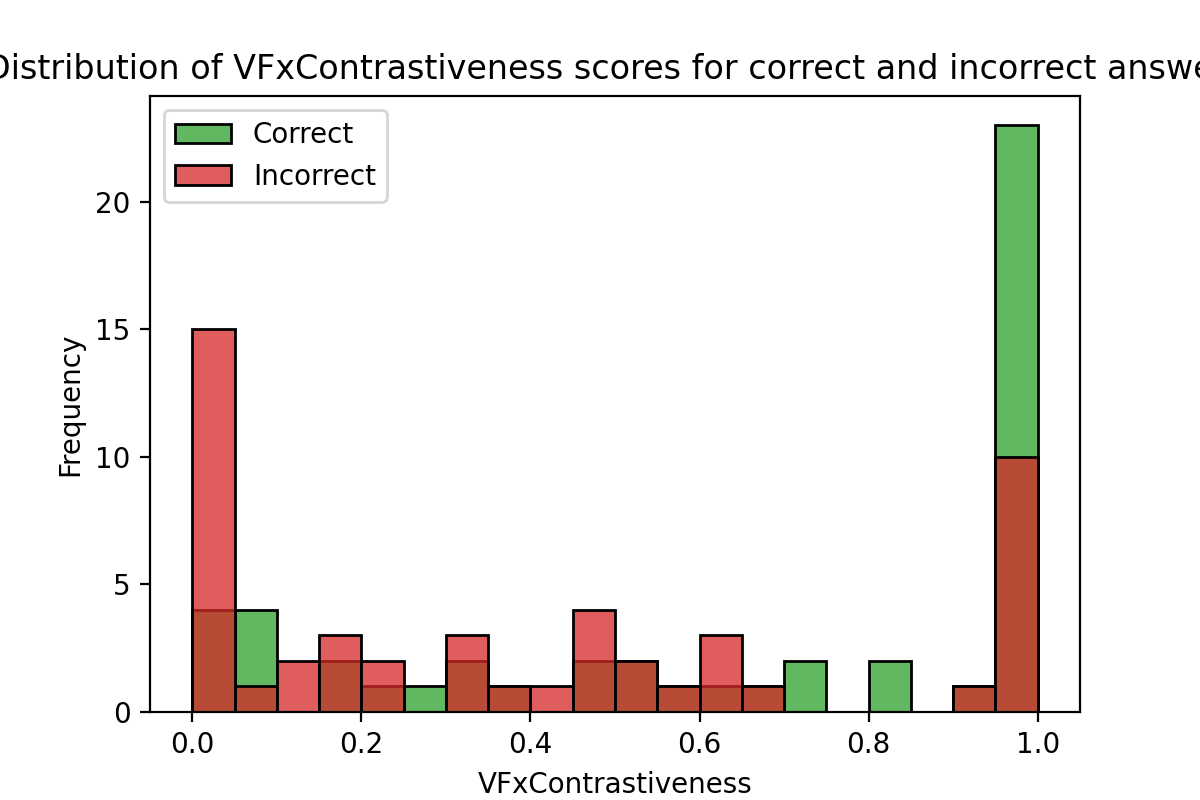 Distribution of VFxContrastiveness scores for correct and incorrect answe
Correct
Incorrect
Frequency
20
15
10
5
0
0.0 0.2 0.4 0.6 0.8 1.0
VFxContrastiveness